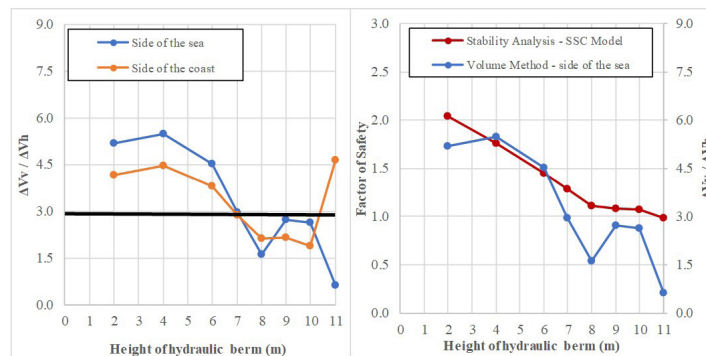 9.0
7.5
6.0
4.5
3.0
1.5
0.0
ΔVv / ΔVh
Side of the sea
Side of the coast
0 1 2 3 4 5 6 7 8 9 10 11
Height of hydraulic berm (m)
3.0
2.5
2.0
1.5
1.0
0.5
0.0
Factor of Safety
Stability Analysis - SSC Model
Volume Method - side of the sea
9.0
7.5
6.0
4.5
3.0
1.5
0.0
ΔVv / ΔVh
0 1 2 3 4 5 6 7 8 9 10 11
Height of hydraulic berm (m)